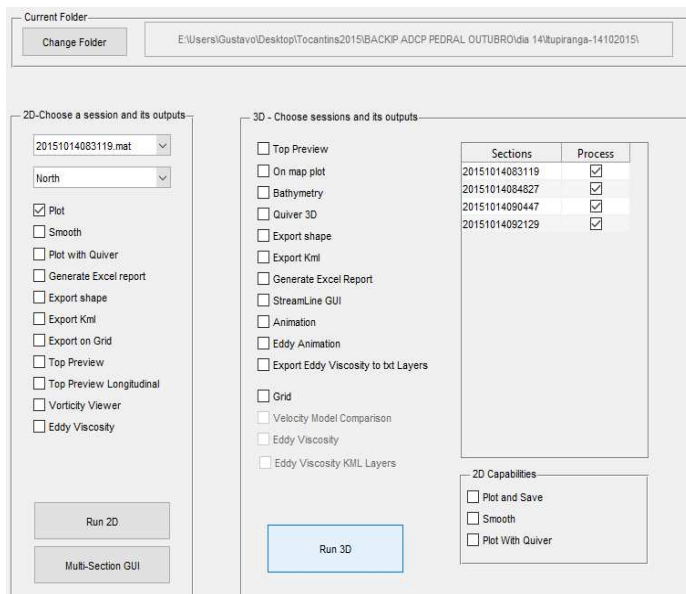 Current Folder
Change Folder
E:\Users\Gustavo\Desktop\Tocantins2015\BACKIP ADCP PEDRAL OUTUBRO\dia 14\Itupiranga-14102015\
2D-Choose a session and its outputs
20151014083119.mat
North
Plot
Smooth
Plot with Quiver
Generate Excel report
Export shape
Export Kml
Export on Grid
Top Preview
Top Preview Longitudinal
Vorticity Viewer
Eddy Viscosity
Run 2D
Multi-Section GUI
3D - Choose sessions and its outputs
Top Preview
On map plot
Bathymetry
Quiver 3D
Export shape
Export Kml
Generate Excel Report
StreamLine GUI
Animation
Eddy Animation
Export Eddy Viscosity to txt Layers
Grid
Velocity Model Comparison
Eddy Viscosity
Eddy Viscosity KML Layers
Run 3D
Sections Process
20151014083119
20151014084827
20151014090447
20151014092129
2D Capabilities
Plot and Save
Smooth
Plot With Quiver